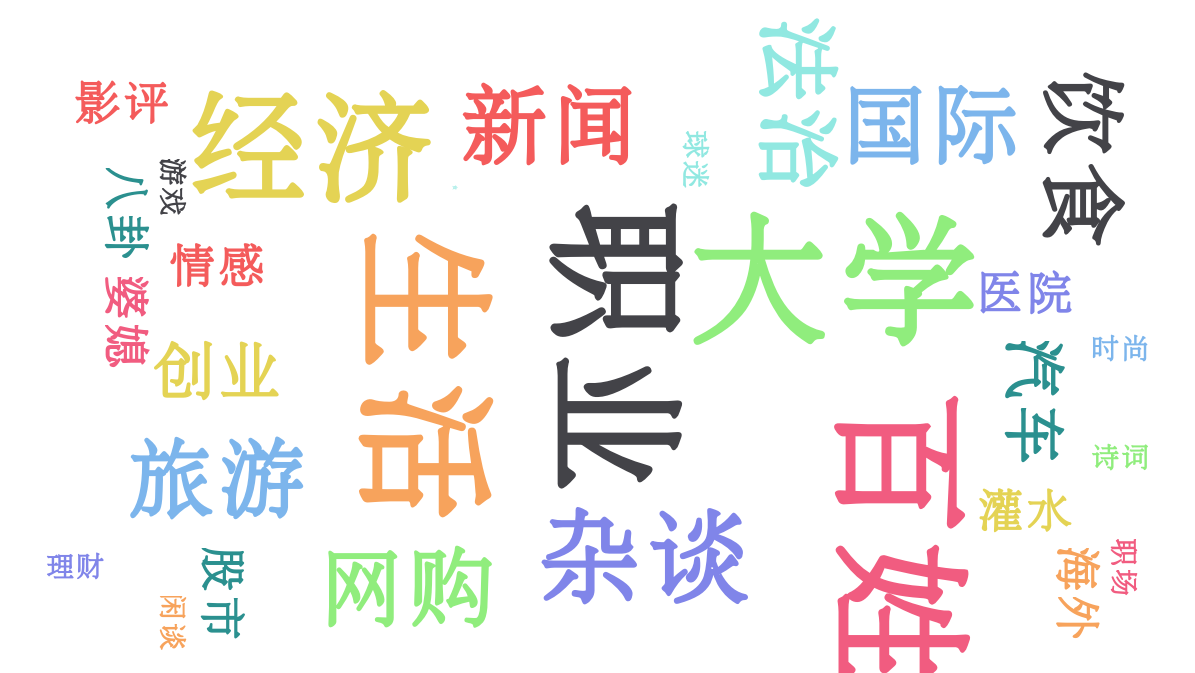 法治
影评
经济
新闻
国际
饮食
球迷
八卦
游戏
职业
大学
情感
生活
医院
婆媳
创业
汽车
时尚
百姓
旅游
诗词
灌水
杂谈
网购
理财
股市
海外
职场
闲谈